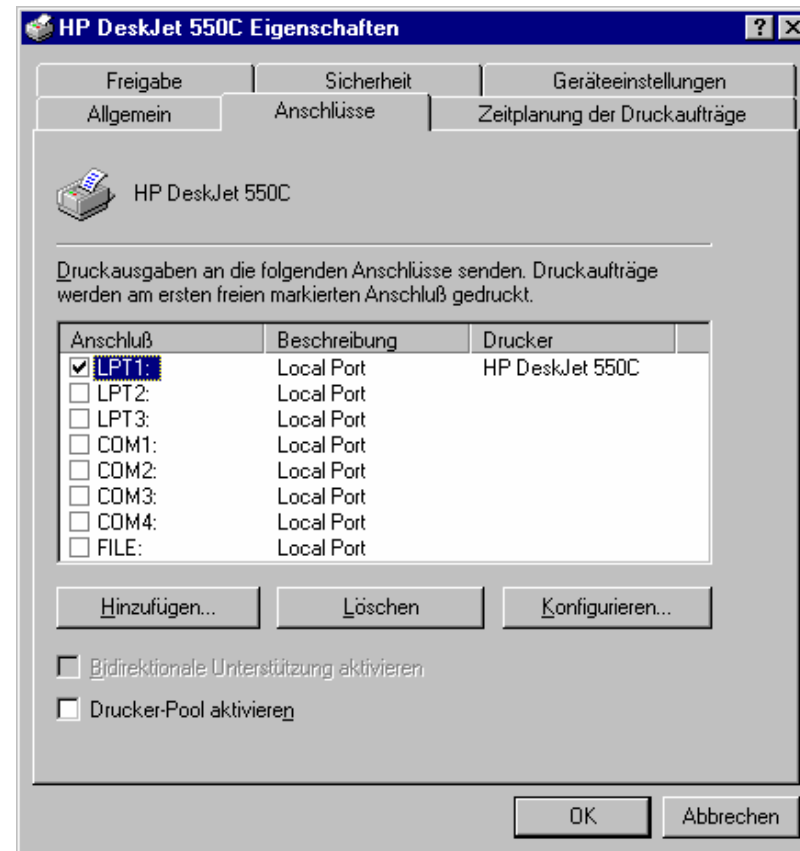 HP DeskJet 550C Eigenschaften
Freigabe Sicherheit Geräteeinstellungen
Allgemein Anschlüsse Zeitplanung der Druckaufträge
HP DeskJet 550C
Druckausgaben an die folgenden Anschlüsse senden. Druckaufträge
werden am ersten freien markierten Anschluß gedruckt.
Anschluß Beschreibung Drucker
LPT1: Local Port HP DeskJet 550C
LPT2: Local Port
LPT3: Local Port
COM1: Local Port
COM2: Local Port
COM3: Local Port
COM4: Local Port
FILE: Local Port
Hinzufügen... Löschen Konfigurieren...
Bidirektionale Unterstützung aktivieren
Drucker-Pool aktivieren
OK Abbrechen